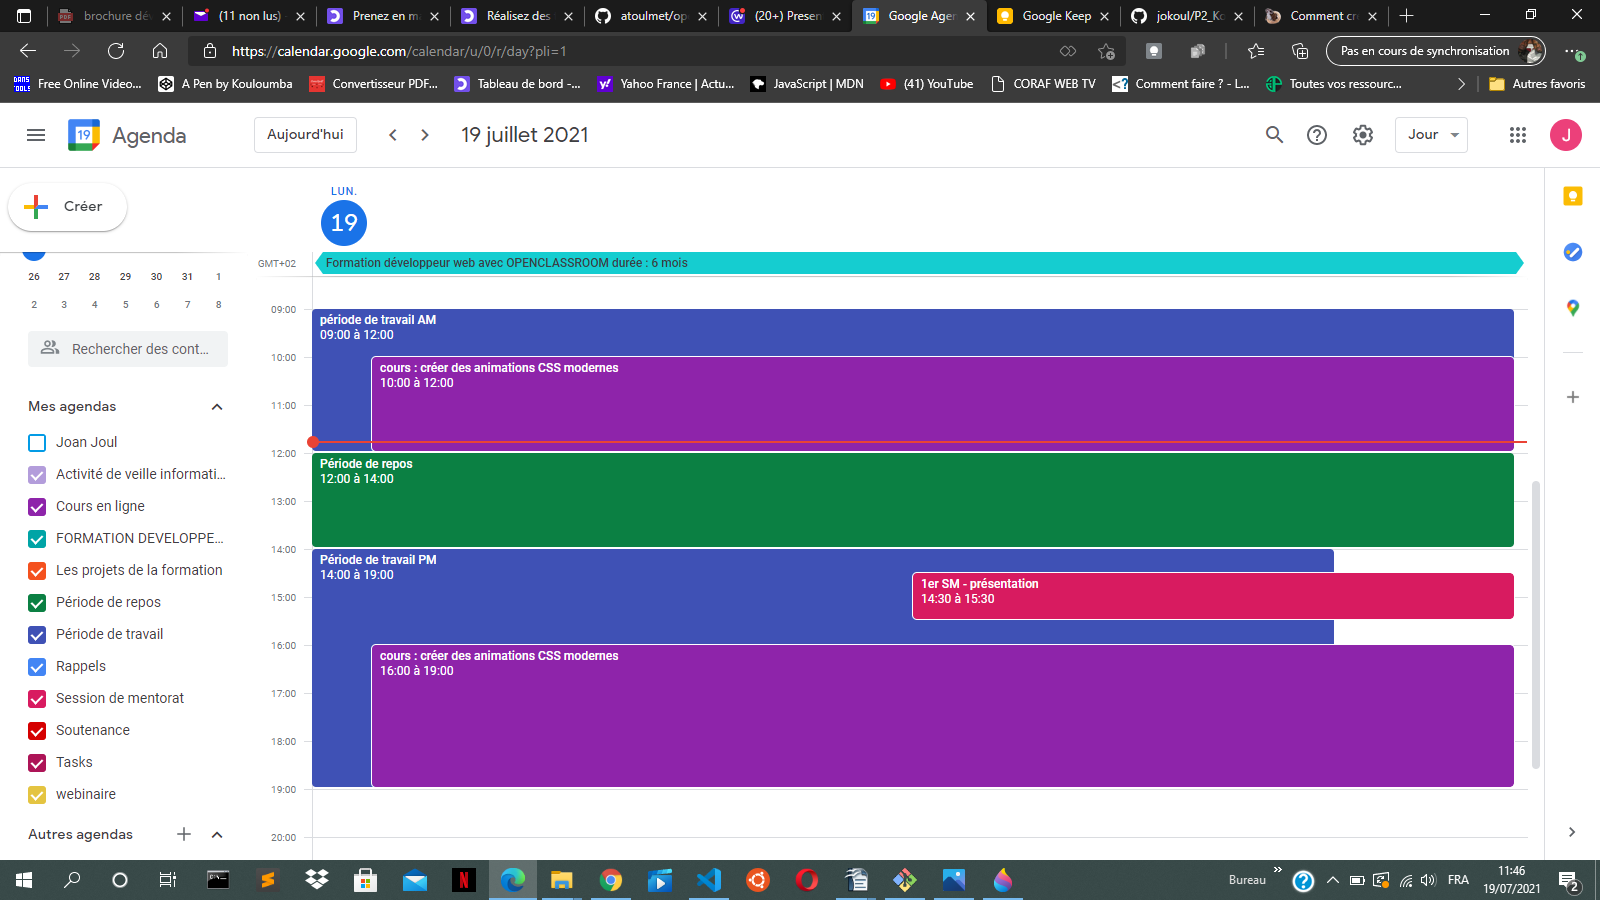 brochure dév
(11 non lus) -
Prenez en ma
Réalisez des
atoulmet/op
(20+) Presen
Google Agen
Google Keep
jokoul/P2_Ko
Comment cr
https://calendar.google.com/calendar/u/0/r/day?pli=1
Pas en cours de synchronisation
Free Online Video...
A Pen by Kouloumba
Convertisseur PDF...
Tableau de bord -...
Yahoo France | Actu...
JavaScript | MDN
(41) YouTube
CORAF WEB TV
Comment faire ? - L...
Toutes vos ressourc...
Autres favoris
19
Agenda
Aujourd'hui
19 juillet 2021
Jour
J
Créer
LUN.
19
GMT+02
Formation développeur web avec OPENCLASSROOM durée : 6 mois
26 27 28 29 30 31 1
2 3 4 5 6 7 8
Rechercher des cont...
Mes agendas
Joan Joul
Activité de veille informati...
Cours en ligne
FORMATION DEVELOPPE...
Les projets de la formation
Période de repos
Période de travail
Rappels
Session de mentorat
Soutenance
Tasks
webinaire
Autres agendas
09:00
10:00
11:00
12:00
13:00
14:00
15:00
16:00
17:00
18:00
19:00
20:00
période de travail AM
09:00 à 12:00
cours : créer des animations CSS modernes
10:00 à 12:00
Période de repos
12:00 à 14:00
Période de travail PM
14:00 à 19:00
1er SM - présentation
14:30 à 15:30
cours : créer des animations CSS modernes
16:00 à 19:00
Bureau
FRA
11:46
19/07/2021
2